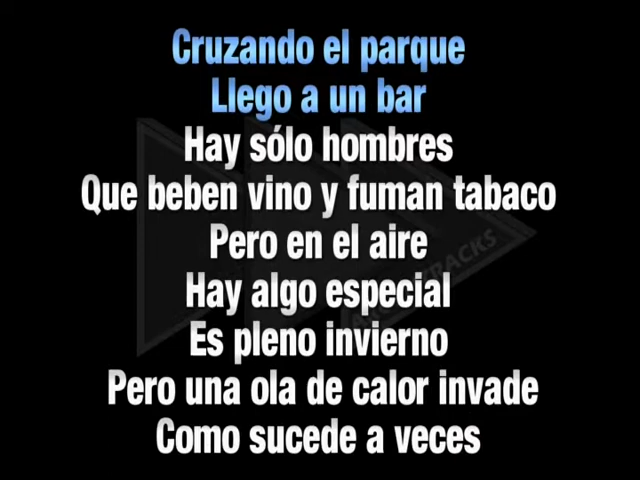 Cruzando el parque
Llego a un bar
Hay sólo hombres
Que beben vino y fuman tabaco
Pero en el aire
Hay algo especial
Es pleno invierno
Pero una ola de calor invade
Como sucede a veces